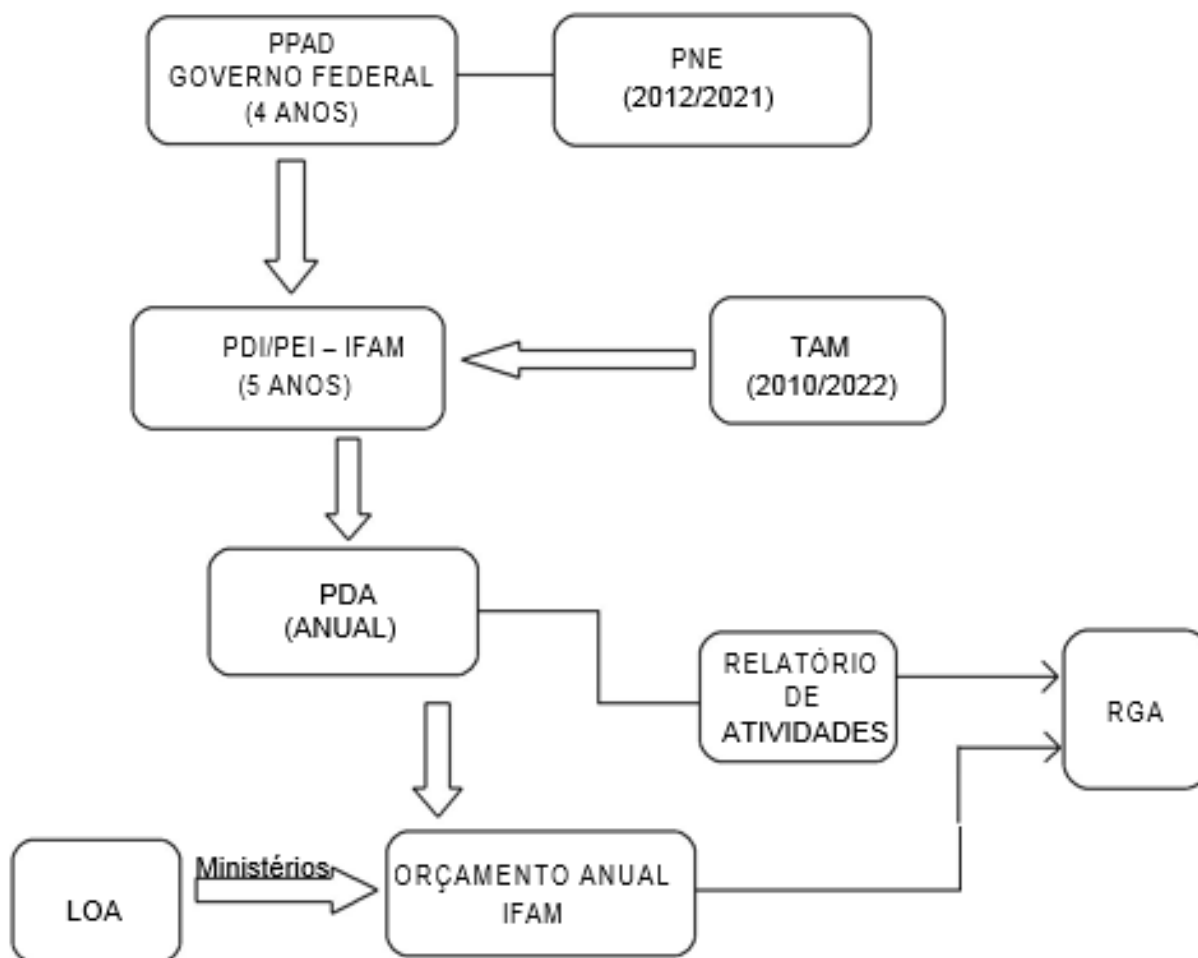 PPAD
GOVERNO FEDERAL
(4 ANOS)
PNE
(2012/2021)
PDI/PEI – IFAM
(5 ANOS)
TAM
(2010/2022)
PDA
(ANUAL)
RELATÓRIO
DE
ATIVIDADES
RGA
LOA
Ministérios
ORÇAMENTO ANUAL
IFAM